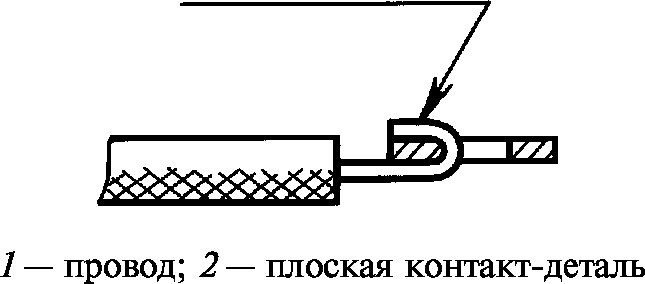 1 — провод; 2 — плоская контакт-деталь